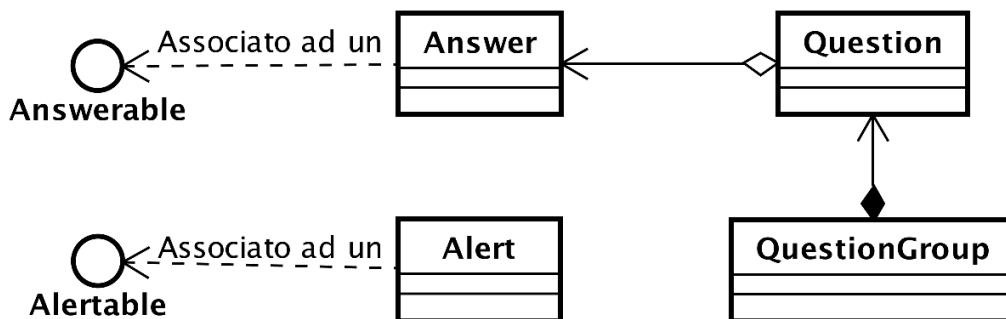 Associato ad un
Answer
Question
Answerable
Associato ad un
Alert
QuestionGroup
Alertable